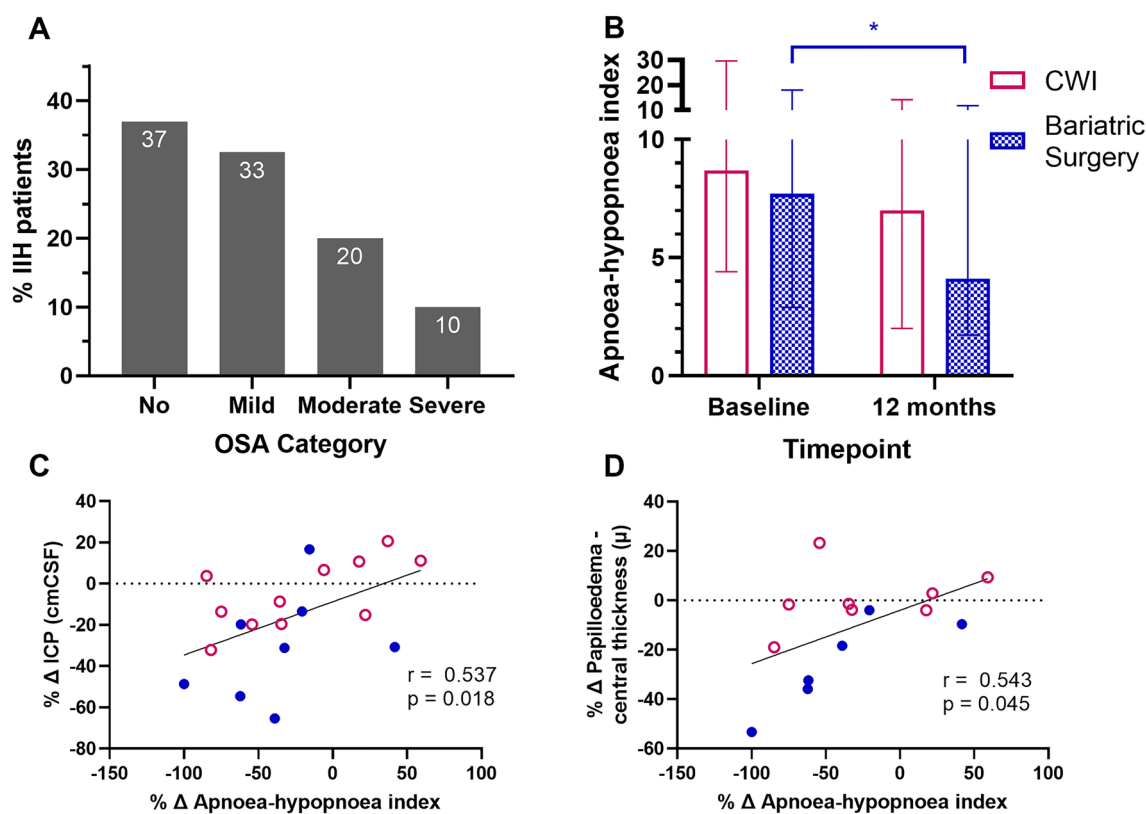 A
% IIH patients
40
30
20
10
0
37
33
20
10
No Mild Moderate Severe
OSA Category
B
*
Apnoea-hypopnoea index
30
20
10
10
5
0
Baseline 12 months
Timepoint
CWI
Bariatric
Surgery
C
% Δ ICP (cmCSF)
40
20
0
-20
-40
-60
-80
r = 0.537
p = 0.018
-150 -100 -50 0 50 100
% Δ Apnoea-hypopnoea index
D
% Δ Papilloedema -
central thickness (μ)
40
20
0
-20
-40
-60
r = 0.543
p = 0.045
-150 -100 -50 0 50 100
% Δ Apnoea-hypopnoea index